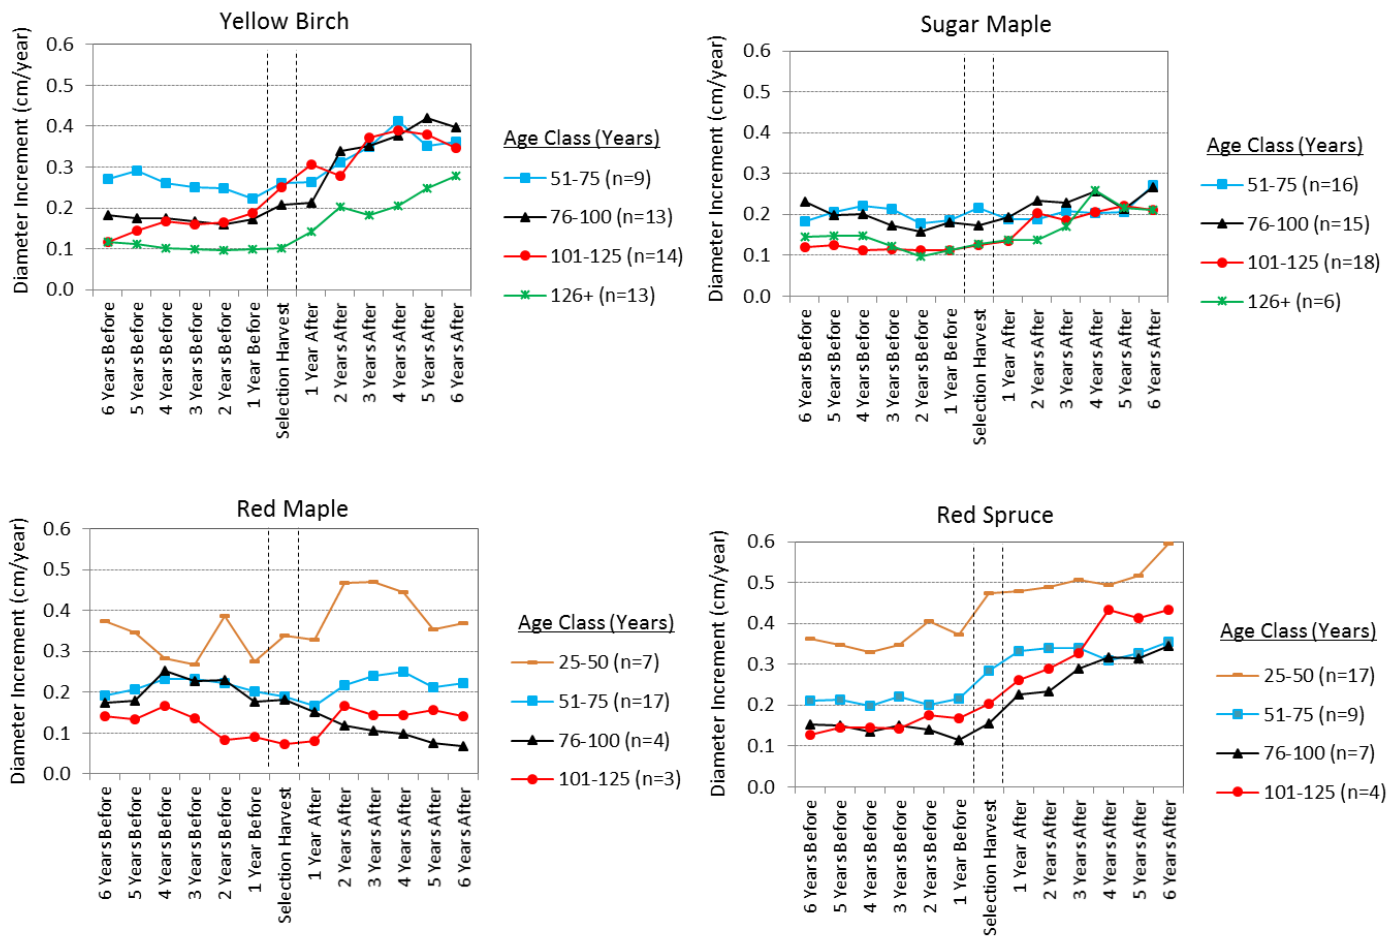 Yellow Birch
Diameter Increment (cm/year)
0.6
0.5
0.4
0.3
0.2
0.1
0.0
6 Years Before
5 Years Before
4 Years Before
3 Years Before
2 Years Before
1 Year Before
Selection Harvest
1 Year After
2 Years After
3 Years After
4 Years After
5 Years After
6 Years After
Age Class (Years)
51-75 (n=9)
76-100 (n=13)
101-125 (n=14)
126+ (n=13)
Sugar Maple
Diameter Increment (cm/year)
0.6
0.5
0.4
0.3
0.2
0.1
0.0
6 Years Before
5 Years Before
4 Years Before
3 Years Before
2 Years Before
1 Year Before
Selection Harvest
1 Year After
2 Years After
3 Years After
4 Years After
5 Years After
6 Years After
Age Class (Years)
51-75 (n=16)
76-100 (n=15)
101-125 (n=18)
126+ (n=6)
Red Maple
Diameter Increment (cm/year)
0.6
0.5
0.4
0.3
0.2
0.1
0.0
6 Years Before
5 Years Before
4 Years Before
3 Years Before
2 Years Before
1 Year Before
Selection Harvest
1 Year After
2 Years After
3 Years After
4 Years After
5 Years After
6 Years After
Age Class (Years)
25-50 (n=7)
51-75 (n=17)
76-100 (n=4)
101-125 (n=3)
Red Spruce
Diameter Increment (cm/year)
0.6
0.5
0.4
0.3
0.2
0.1
0.0
6 Years Before
5 Years Before
4 Years Before
3 Years Before
2 Years Before
1 Year Before
Selection Harvest
1 Year After
2 Years After
3 Years After
4 Years After
5 Years After
6 Years After
Age Class (Years)
25-50 (n=17)
51-75 (n=9)
76-100 (n=7)
101-125 (n=4)